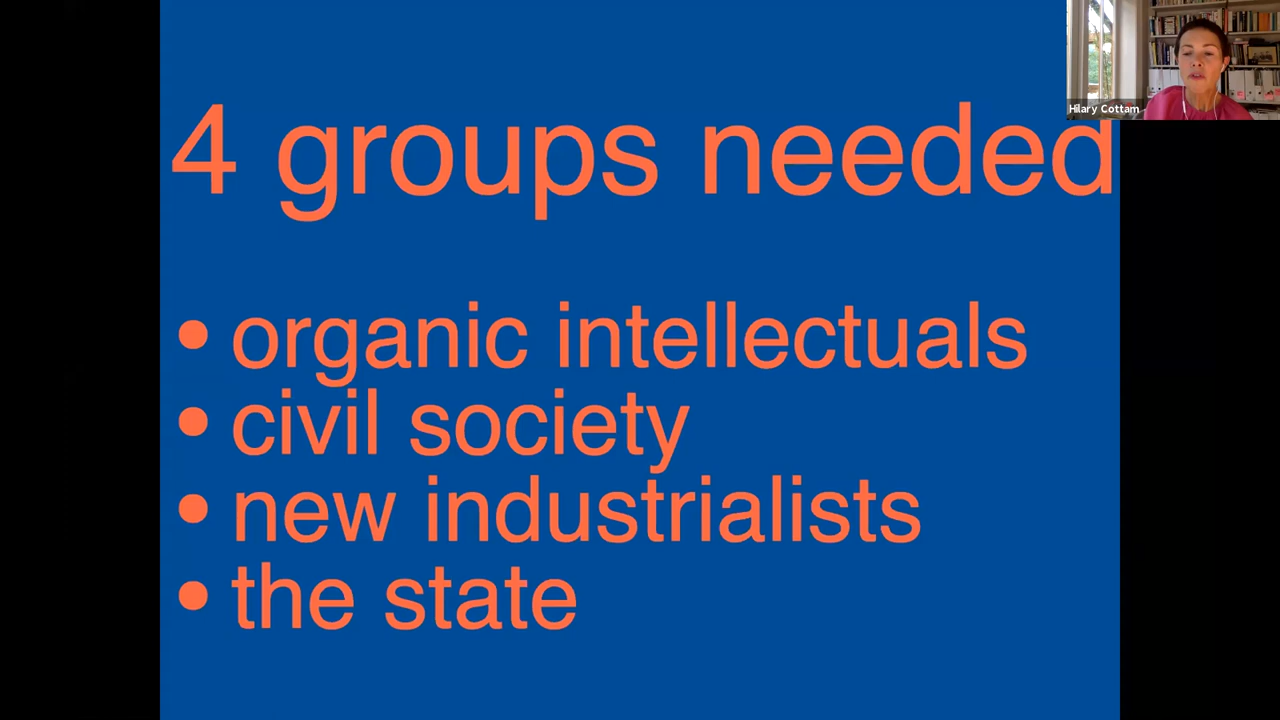 Hilary Cottam
4 groups needed
• organic intellectuals
• civil society
• new industrialists
• the state